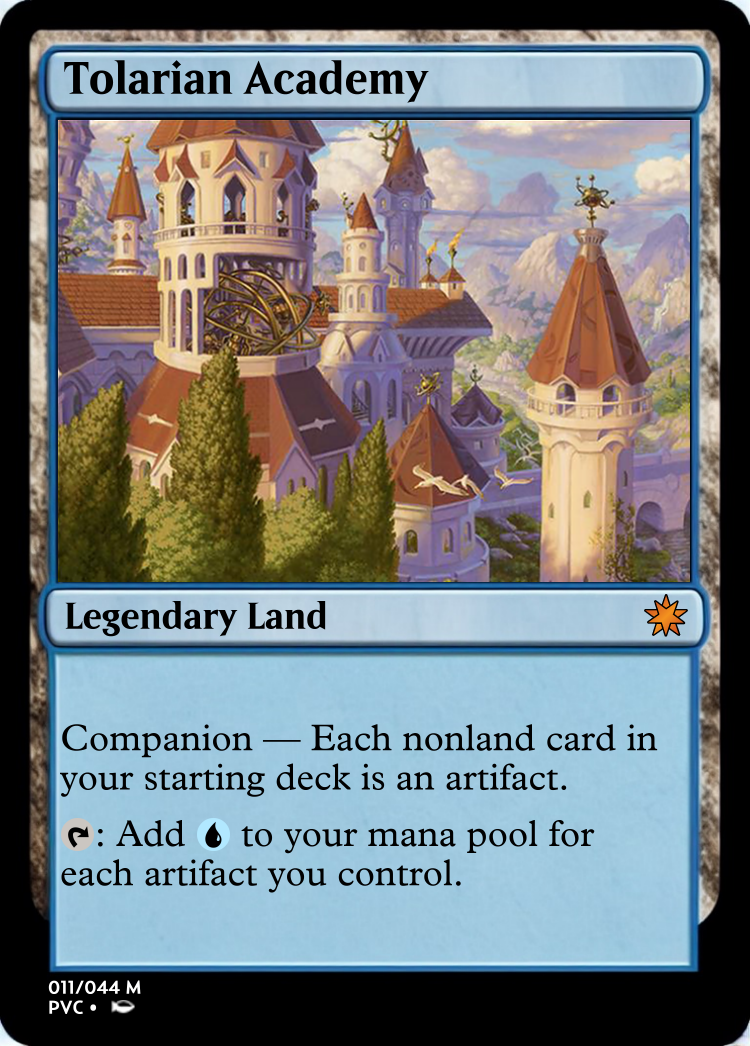 Tolarian Academy
Legendary Land
Companion — Each nonland card in
your starting deck is an artifact.
: Add to your mana pool for
each artifact you control.
011/044 M
PVC •